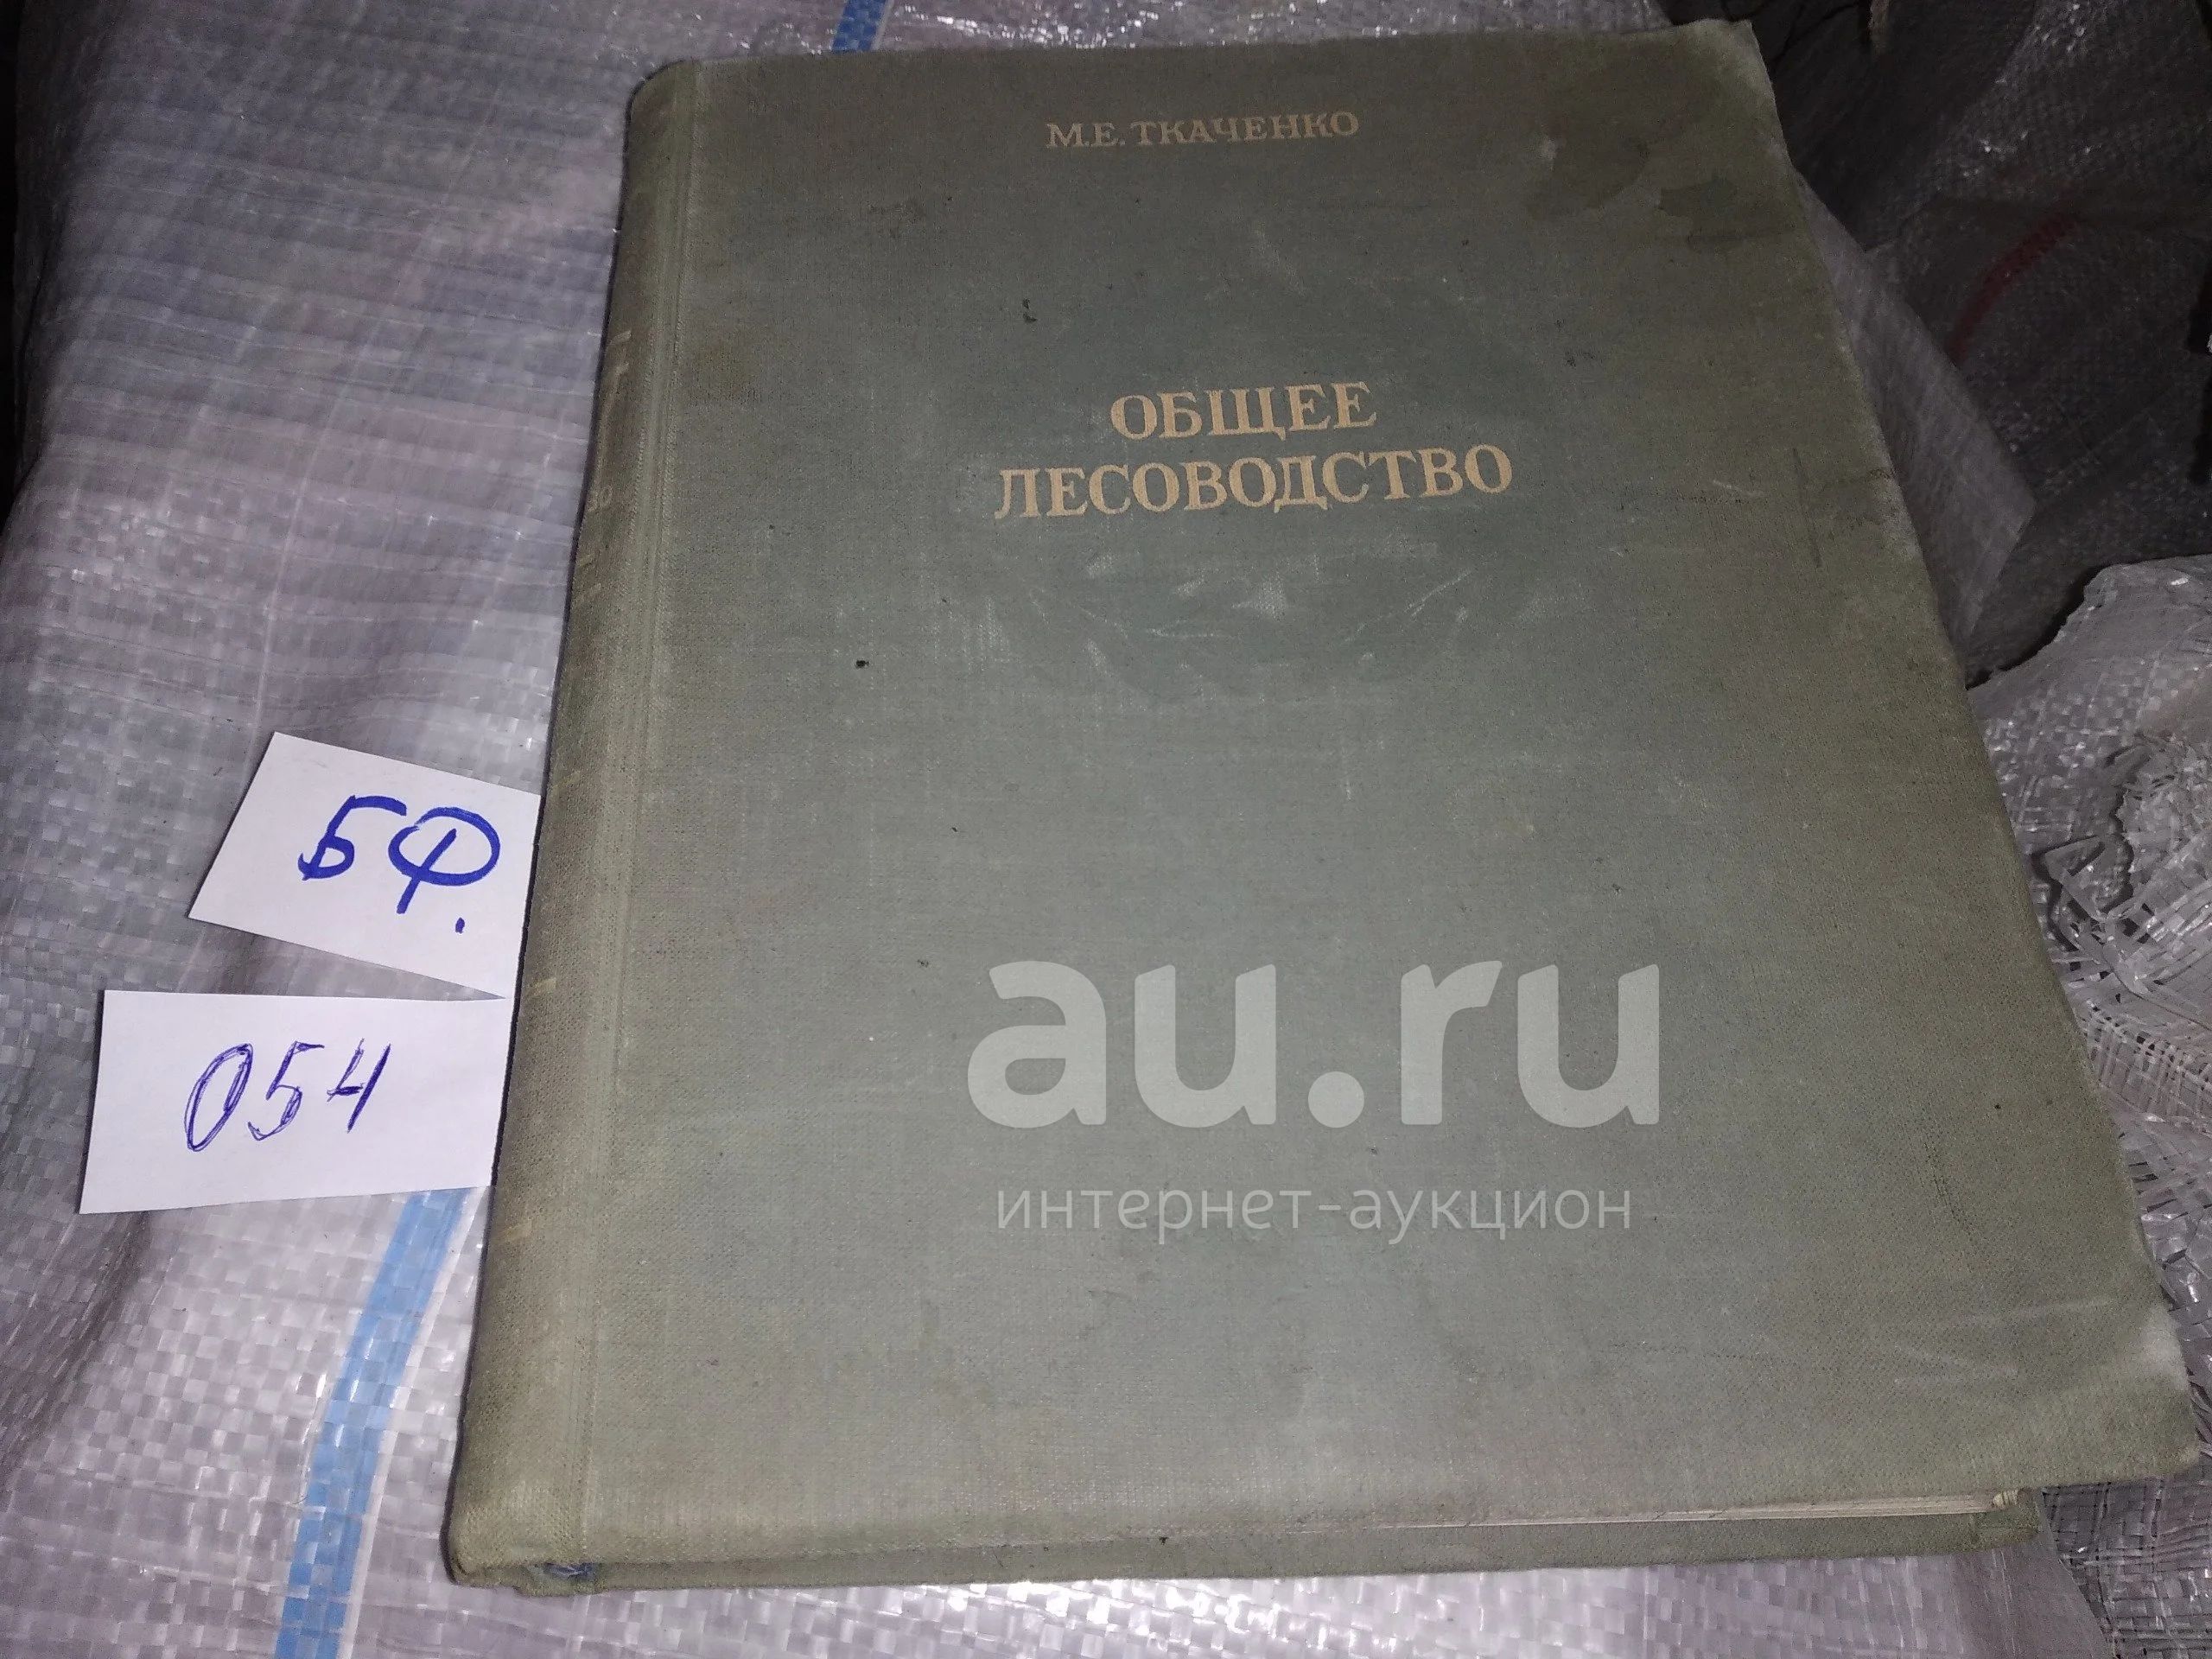 М.Е. ТКАЧЕНКО
ОБЩЕЕ
ЛЕСОВОДСТВО
БФ.
054
au.ru
интернет-аукцион